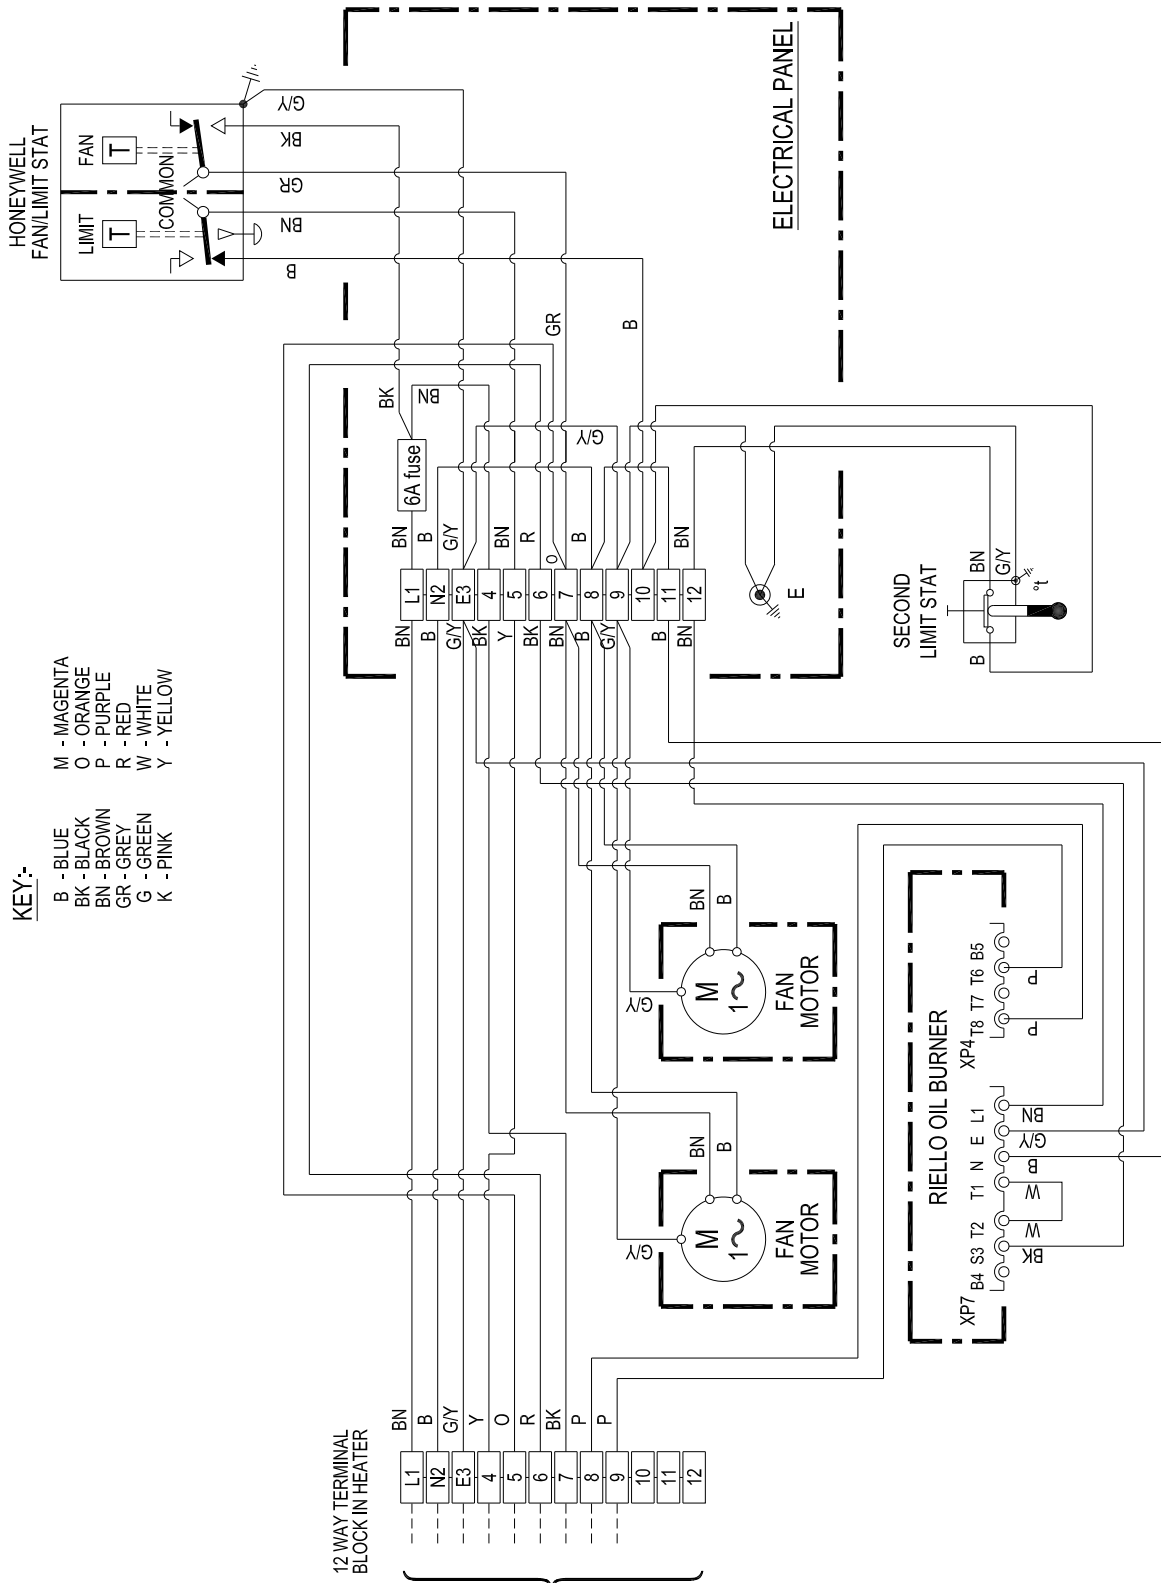 KEY:-
B - BLUE
BK - BLACK
BN - BROWN
GR - GREY
G - GREEN
K - PINK
M - MAGENTA
O - ORANGE
P - PURPLE
R - RED
W - WHITE
Y - YELLOW
HONEYWELL
FAN/LIMIT STAT
LIMIT
FAN
T
T
COMMON
B
BN
GR
BK
G/Y
ELECTRICAL PANEL
BK
BN
6A fuse
GR
B
G/Y
BN
B
G/Y
BN
R
O
B
BN
L1
N2
E3
4
5
6
7
8
9
10
11
12
BN
B
G/Y
BK
Y
BK
BN
B
G/Y
B
BN
E
SECOND
LIMIT STAT
B
BN
G/Y
°t
BN
B
G/Y
M
1~
FAN
MOTOR
BN
B
G/Y
M
1~
FAN
MOTOR
RIELLO OIL BURNER
XP7
B4
S3
T2
T1
N
E
L1
XP4
T8
T7
T6
B5
BK
W
W
B
G/Y
BN
P
P
12 WAY TERMINAL
BLOCK IN HEATER
BN
B
G/Y
Y
O
R
BK
P
P
L1
N2
E3
4
5
6
7
8
9
10
11
12